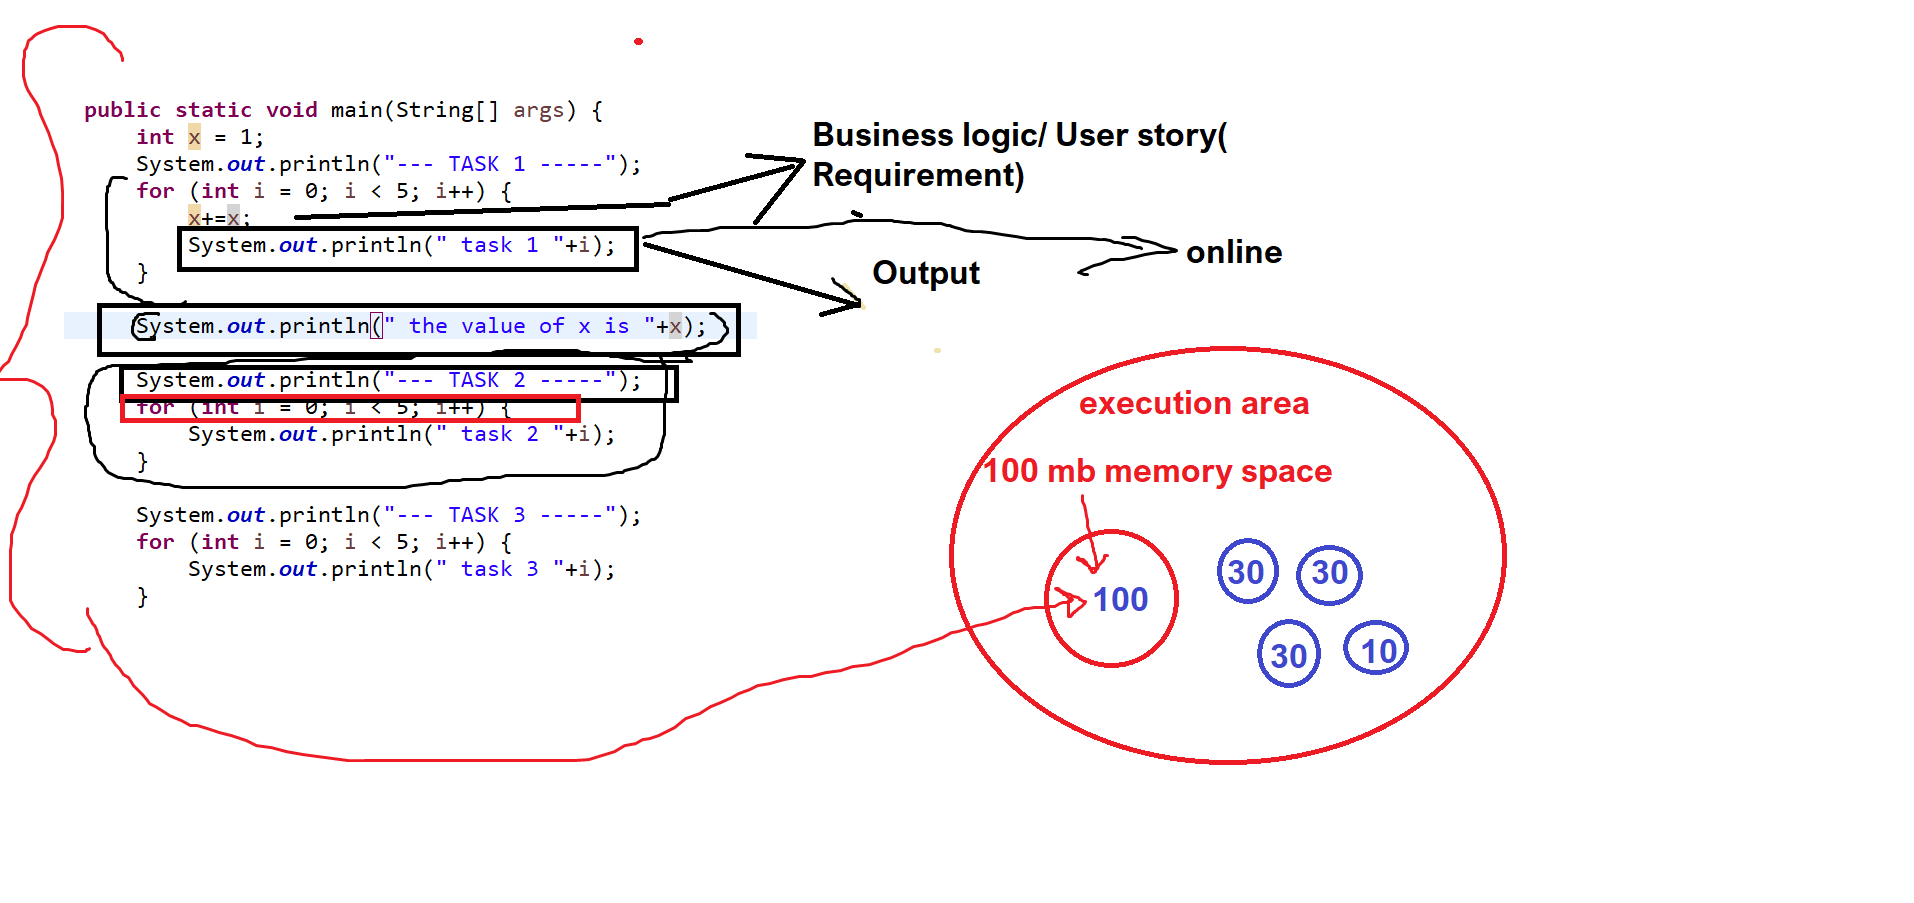 public static void main(String[] args) {
int x = 1;
System.out.println("--- TASK 1 -----");
for (int i = 0; i < 5; i++) {
x+=x;
System.out.println(" task 1 "+i);
}
System.out.println(" the value of x is "+x);
System.out.println("--- TASK 2 -----");
for (int i = 0; i < 5; i++) {
System.out.println(" task 2 "+i);
}
System.out.println("--- TASK 3 -----");
for (int i = 0; i < 5; i++) {
System.out.println(" task 3 "+i);
}
Business logic/ User story(
Requirement)
online
Output
execution area
100 mb memory space
100
30
30
30
10